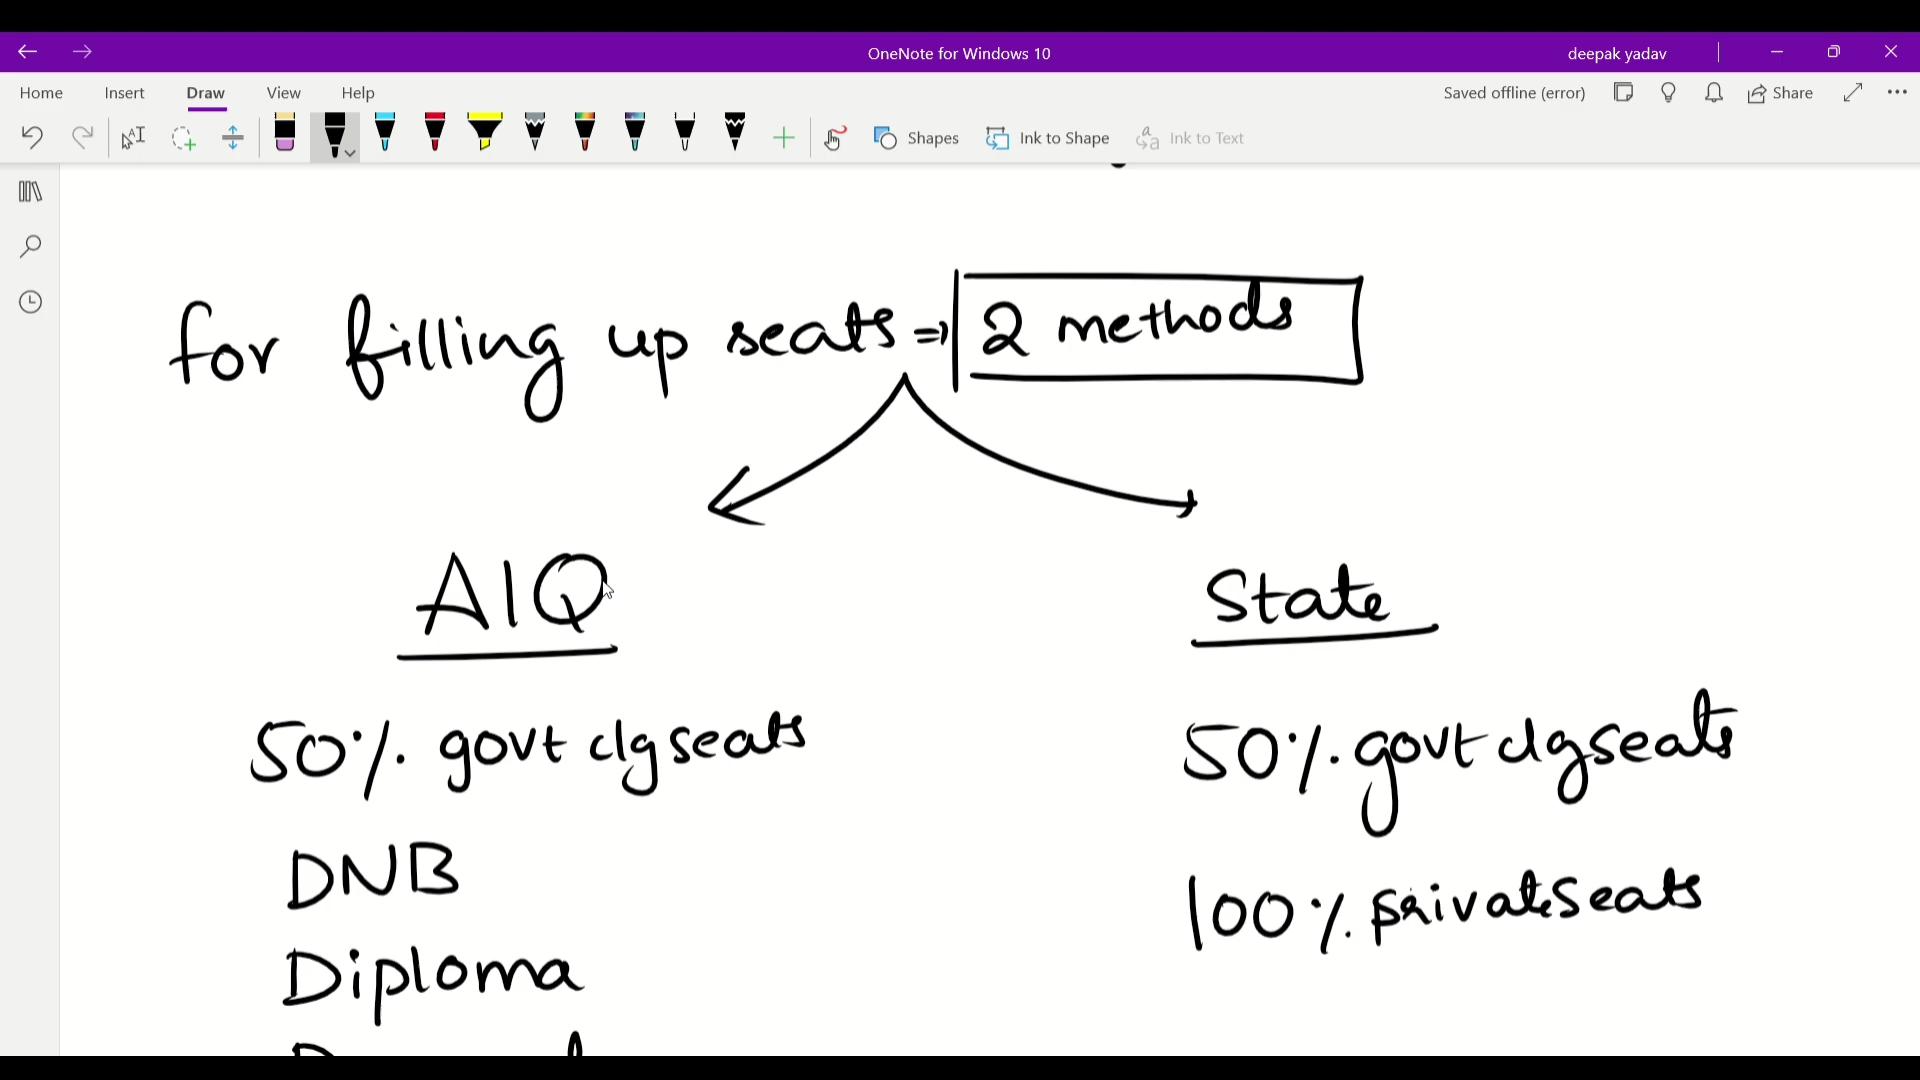 OneNote for Windows 10
deepak yadav
Home Insert Draw View Help
Saved offline (error)
Share
Shapes
Ink to Shape
Ink to Text
for filling up seats ⇒ 2 methods
AIQ
State
50% govt clg seats
50% govt clg seats
DNB
100% private seats
Diploma